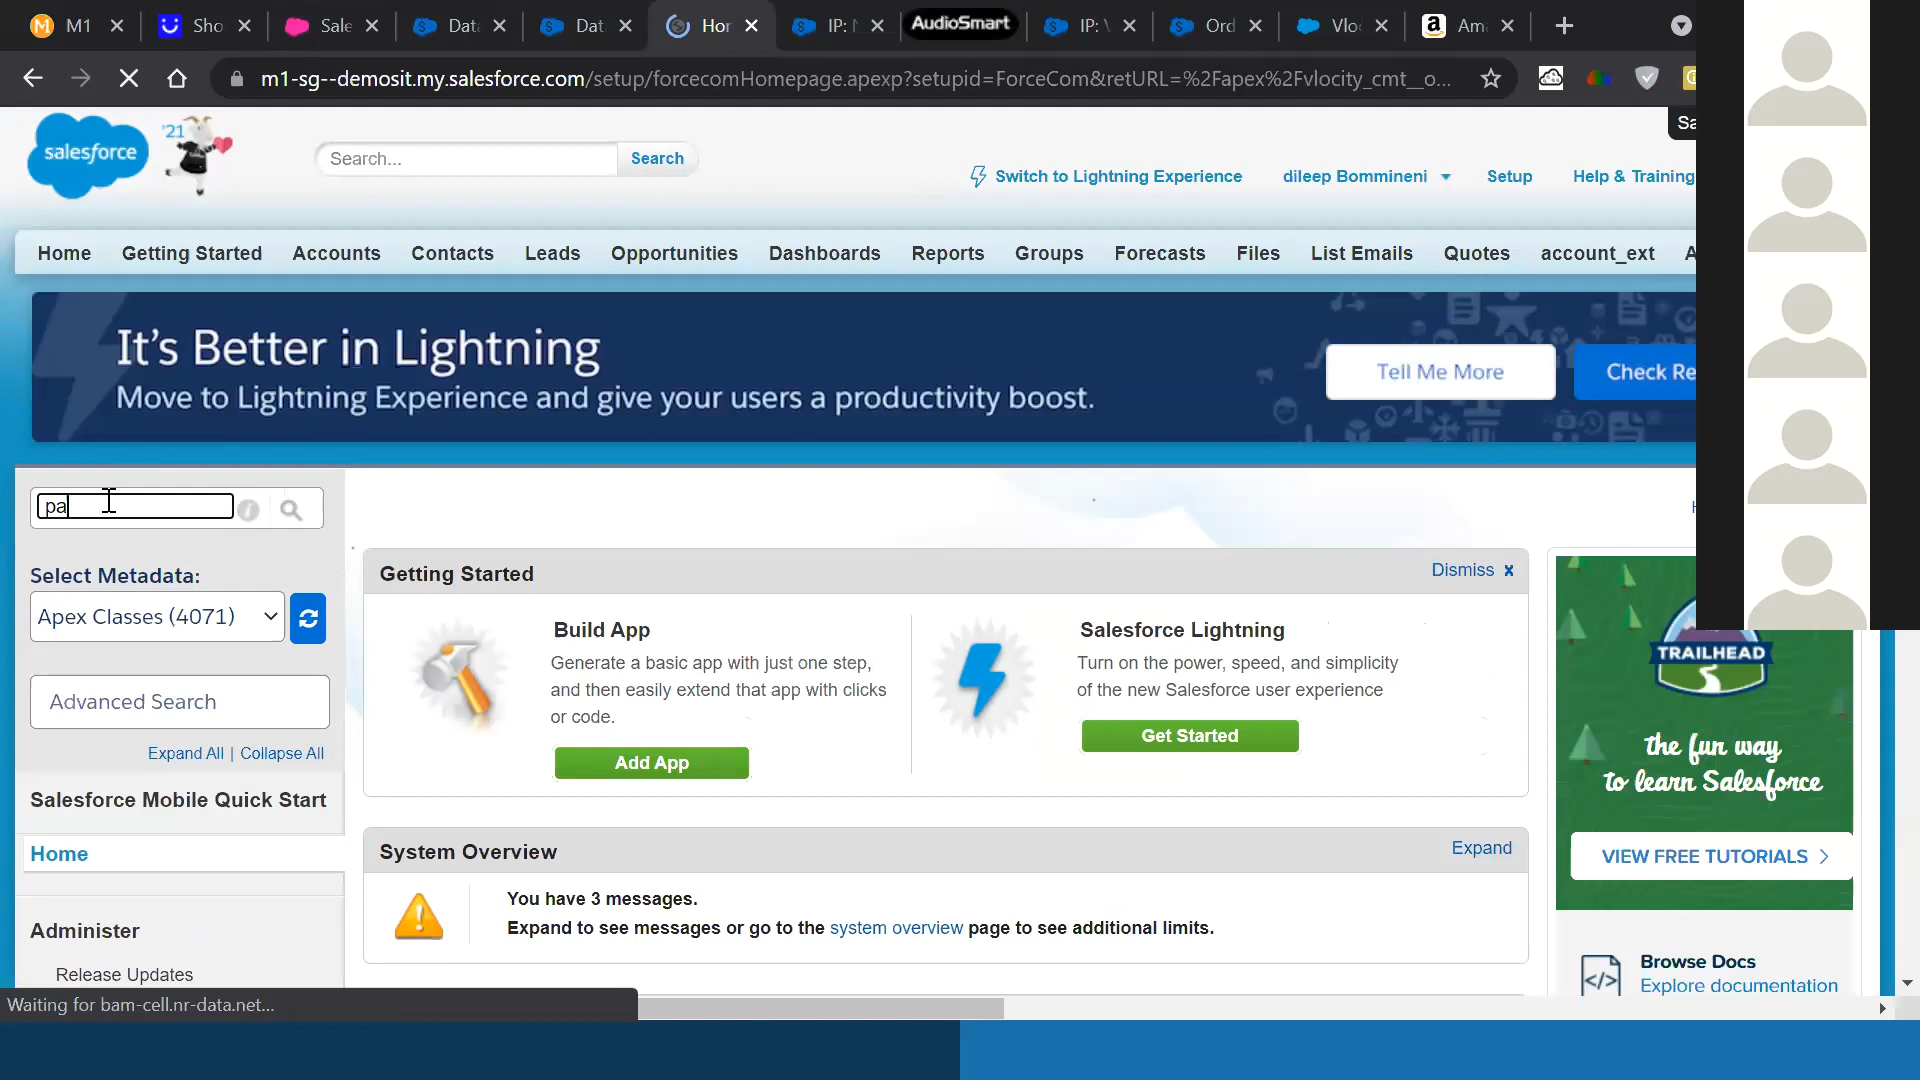 M1 Sho Sale Data Dat Hor IP: N AudioSmart IP: V Ord Vloc Ama
m1-sg--demosit.my.salesforce.com/setup/forcecomHomepage.apexp?setupid=ForceCom&retURL=%2Fapex%2Fvlocity_cmt__o...
salesforce '21
Search... Search
Sa
Switch to Lightning Experience dileep Bommineni Setup Help & Training
Home Getting Started Accounts Contacts Leads Opportunities Dashboards Reports Groups Forecasts Files List Emails Quotes account_ext A
It's Better in Lightning
Move to Lightning Experience and give your users a productivity boost.
Tell Me More Check Re
pa
Select Metadata:
Apex Classes (4071)
Advanced Search
Expand All | Collapse All
Salesforce Mobile Quick Start
Home
Administer
Release Updates
Getting Started Dismiss x
Build App
Generate a basic app with just one step,
and then easily extend that app with clicks
or code.
Add App
Salesforce Lightning
Turn on the power, speed, and simplicity
of the new Salesforce user experience
Get Started
System Overview Expand
You have 3 messages.
Expand to see messages or go to the system overview page to see additional limits.
TRAILHEAD
the fun way
to learn Salesforce
VIEW FREE TUTORIALS >
Browse Docs
Explore documentation
Waiting for bam-cell.nr-data.net...